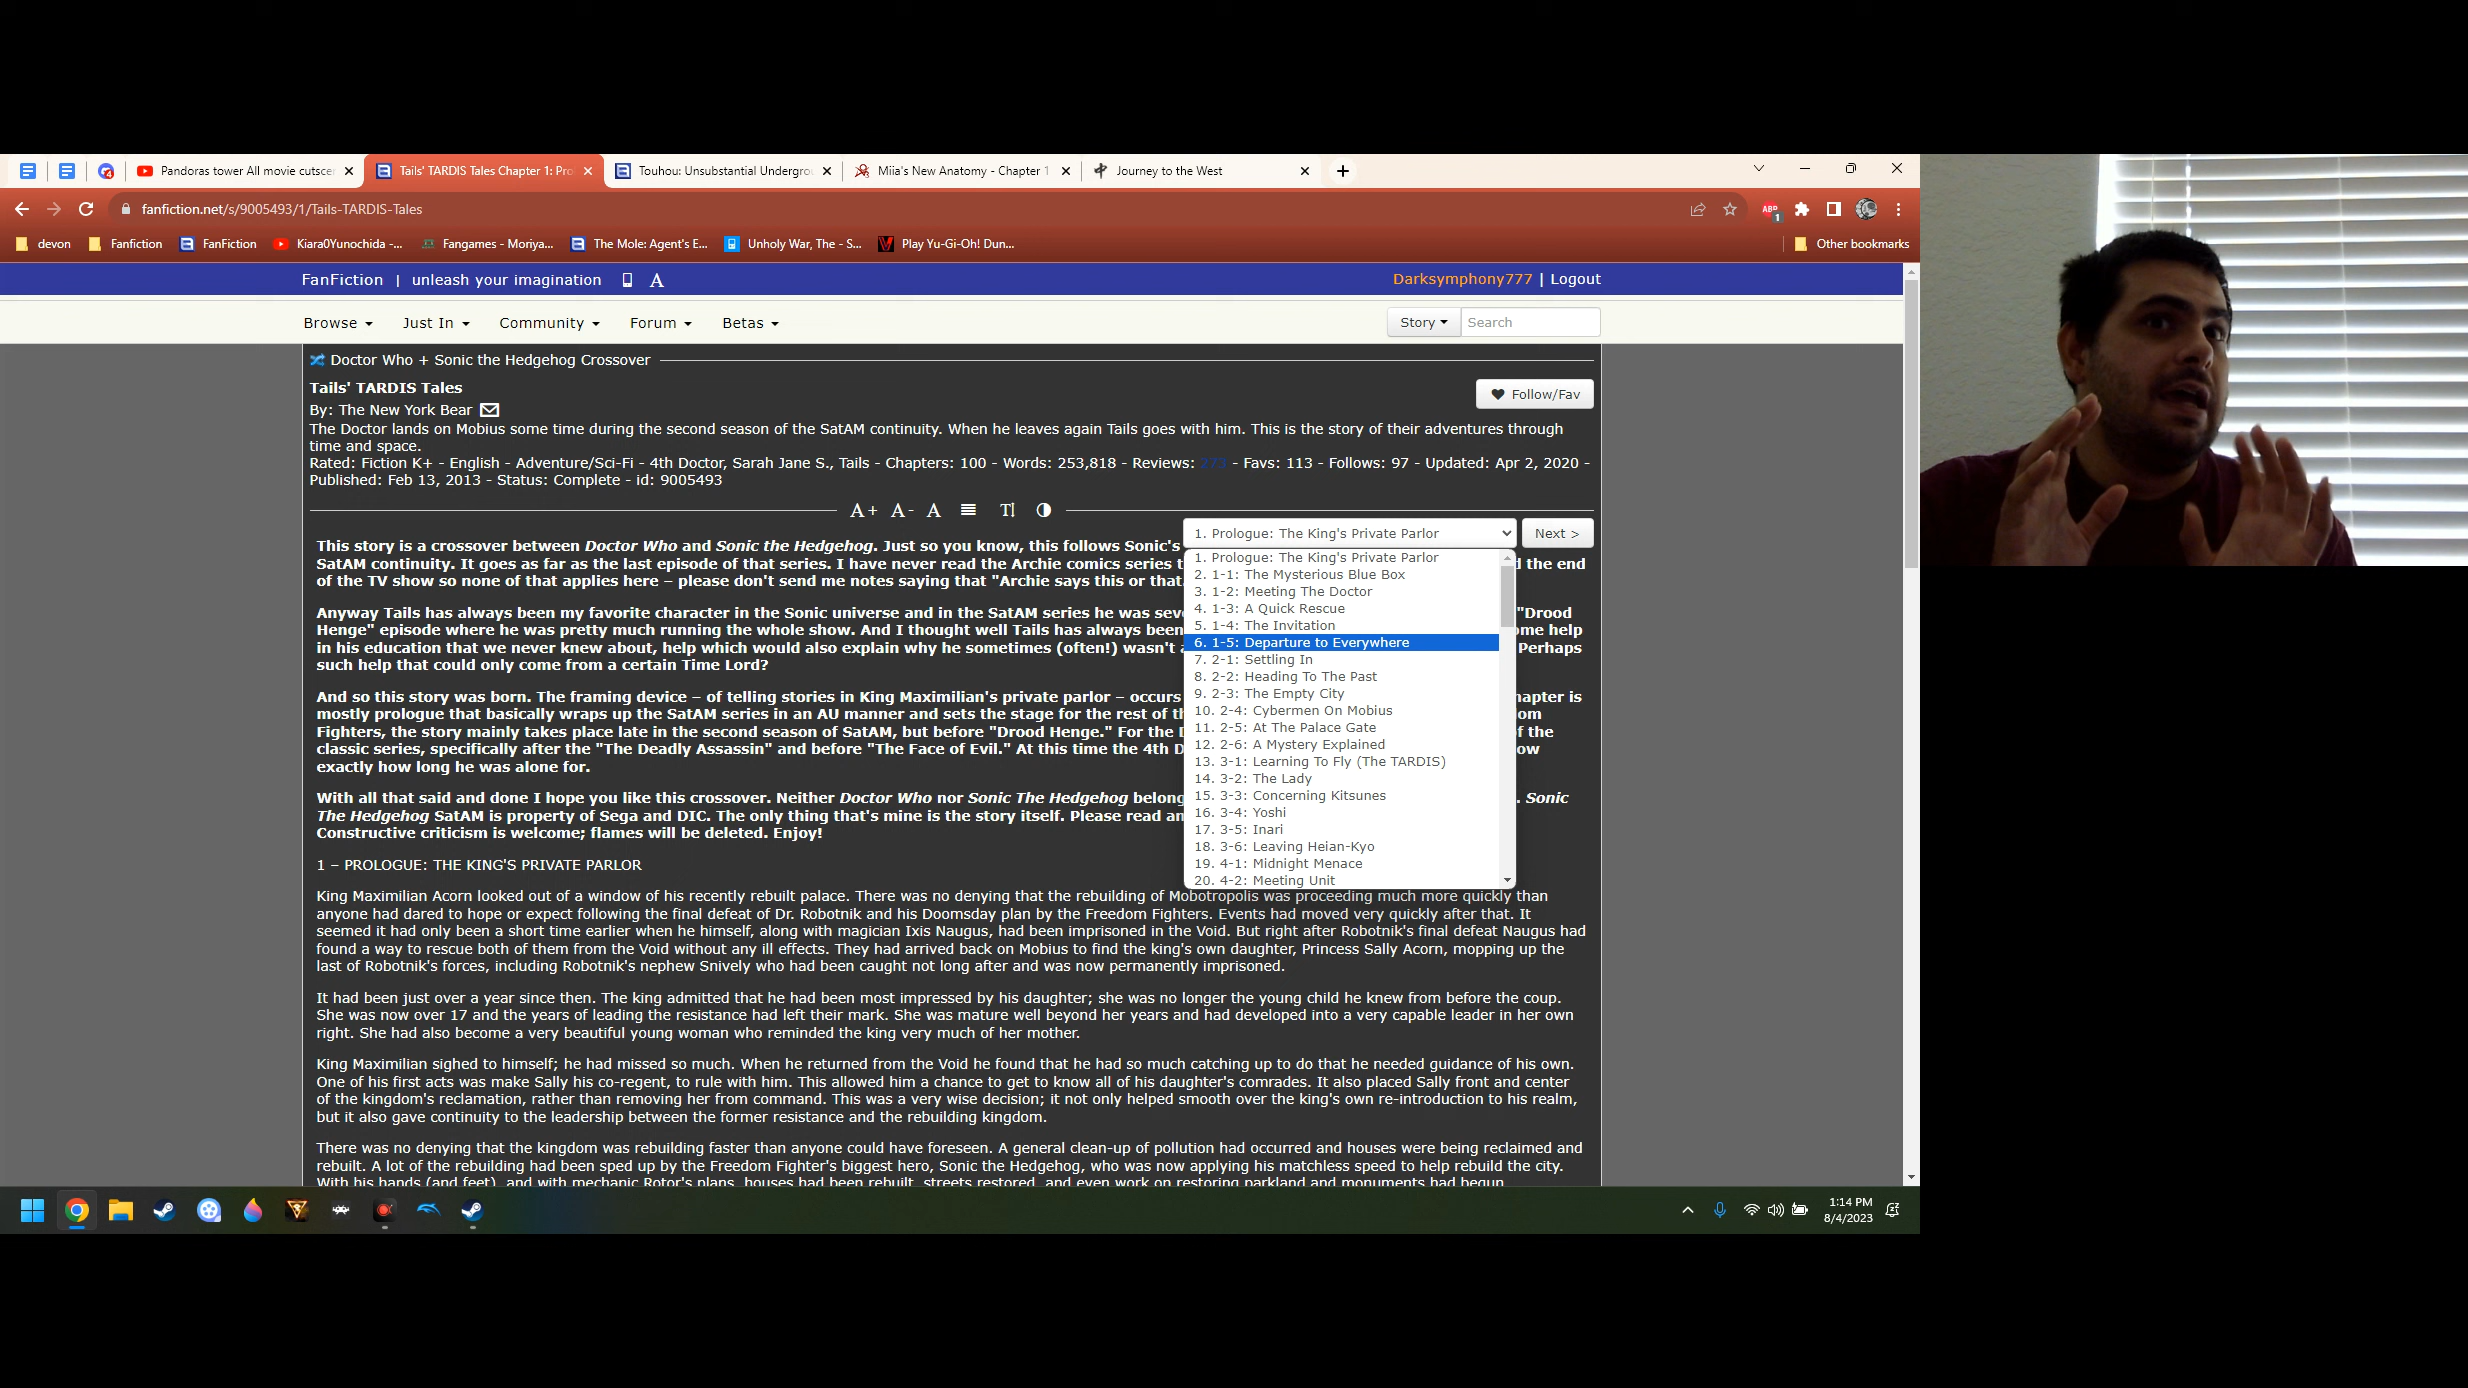 Pandoras tower All movie cutscer
Tails' TARDIS Tales Chapter 1: Pro
Touhou: Unsubstantial Undergrou
Miia's New Anatomy - Chapter 1
Journey to the West
fanfiction.net/s/9005493/1/Tails-TARDIS-Tales
ABP
1
devon
Fanfiction
FanFiction
Kiara0Yunochida -...
Fangames - Moriya...
The Mole: Agent's E...
Unholy War, The - S...
Play Yu-Gi-Oh! Dun...
Other bookmarks
FanFiction | unleash your imagination A
Darksymphony777 | Logout
Browse Just In Community Forum Betas
Story Search
Doctor Who + Sonic the Hedgehog Crossover
Tails' TARDIS Tales
Follow/Fav
By: The New York Bear
The Doctor lands on Mobius some time during the second season of the SatAM continuity. When he leaves again Tails goes with him. This is the story of their adventures through
time and space.
Rated: Fiction K+ - English - Adventure/Sci-Fi - 4th Doctor, Sarah Jane S., Tails - Chapters: 100 - Words: 253,818 - Reviews: 273 - Favs: 113 - Follows: 97 - Updated: Apr 2, 2020 -
Published: Feb 13, 2013 - Status: Complete - id: 9005493
A+ A- A
1. Prologue: The King's Private Parlor
Next >
This story is a crossover between Doctor Who and Sonic the Hedgehog. Just so you know, this follows Sonic's
SatAM continuity. It goes as far as the last episode of that series. I have never read the Archie comics series t d the end
of the TV show so none of that applies here – please don't send me notes saying that "Archie says this or that.
Anyway Tails has always been my favorite character in the Sonic universe and in the SatAM series he was seve "Drood
Henge" episode where he was pretty much running the whole show. And I thought well Tails has always been ome help
in his education that we never knew about, help which would also explain why he sometimes (often!) wasn't a Perhaps
such help that could only come from a certain Time Lord?
And so this story was born. The framing device – of telling stories in King Maximilian's private parlor – occurs hapter is
mostly prologue that basically wraps up the SatAM series in an AU manner and sets the stage for the rest of th om
Fighters, the story mainly takes place late in the second season of SatAM, but before "Drood Henge." For the D of the
classic series, specifically after the "The Deadly Assassin" and before "The Face of Evil." At this time the 4th D ow
exactly how long he was alone for.
With all that said and done I hope you like this crossover. Neither Doctor Who nor Sonic The Hedgehog belong . Sonic
The Hedgehog SatAM is property of Sega and DIC. The only thing that's mine is the story itself. Please read an
Constructive criticism is welcome; flames will be deleted. Enjoy!
1. Prologue: The King's Private Parlor
2. 1-1: The Mysterious Blue Box
3. 1-2: Meeting The Doctor
4. 1-3: A Quick Rescue
5. 1-4: The Invitation
6. 1-5: Departure to Everywhere
7. 2-1: Settling In
8. 2-2: Heading To The Past
9. 2-3: The Empty City
10. 2-4: Cybermen On Mobius
11. 2-5: At The Palace Gate
12. 2-6: A Mystery Explained
13. 3-1: Learning To Fly (The TARDIS)
14. 3-2: The Lady
15. 3-3: Concerning Kitsunes
16. 3-4: Yoshi
17. 3-5: Inari
18. 3-6: Leaving Heian-Kyo
19. 4-1: Midnight Menace
20. 4-2: Meeting Unit
1 – PROLOGUE: THE KING'S PRIVATE PARLOR
King Maximilian Acorn looked out of a window of his recently rebuilt palace. There was no denying that the rebuilding of Mobotropolis was proceeding much more quickly than
anyone had dared to hope or expect following the final defeat of Dr. Robotnik and his Doomsday plan by the Freedom Fighters. Events had moved very quickly after that. It
seemed it had only been a short time earlier when he himself, along with magician Ixis Naugus, had been imprisoned in the Void. But right after Robotnik's final defeat Naugus had
found a way to rescue both of them from the Void without any ill effects. They had arrived back on Mobius to find the king's own daughter, Princess Sally Acorn, mopping up the
last of Robotnik's forces, including Robotnik's nephew Snively who had been caught not long after and was now permanently imprisoned.
It had been just over a year since then. The king admitted that he had been most impressed by his daughter; she was no longer the young child he knew from before the coup.
She was now over 17 and the years of leading the resistance had left their mark. She was mature well beyond her years and had developed into a very capable leader in her own
right. She had also become a very beautiful young woman who reminded the king very much of her mother.
King Maximilian sighed to himself; he had missed so much. When he returned from the Void he found that he had so much catching up to do that he needed guidance of his own.
One of his first acts was make Sally his co-regent, to rule with him. This allowed him a chance to get to know all of his daughter's comrades. It also placed Sally front and center
of the kingdom's reclamation, rather than removing her from command. This was a very wise decision; it not only helped smooth over the king's own re-introduction to his realm,
but it also gave continuity to the leadership between the former resistance and the rebuilding kingdom.
There was no denying that the kingdom was rebuilding faster than anyone could have foreseen. A general clean-up of pollution had occurred and houses were being reclaimed and
rebuilt. A lot of the rebuilding had been sped up by the Freedom Fighter's biggest hero, Sonic the Hedgehog, who was now applying his matchless speed to help rebuild the city.
With his hands (and feet), and with mechanic Rotor's plans, houses had been rebuilt, streets restored, and even work on restoring parkland and monuments had begun.
1:14 PM
8/4/2023